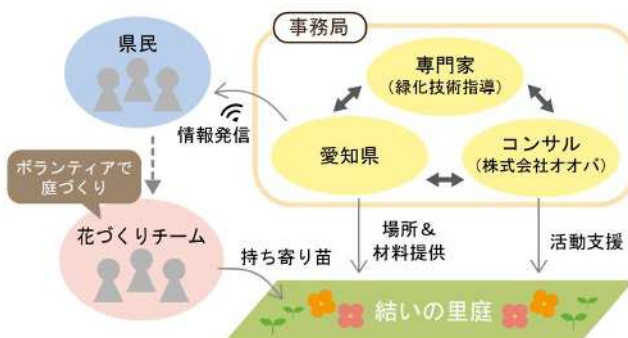 事務局
県民
専門家
(緑化技術指導)
情報発信
愛知県
コンサル
(株式会社オオバ)
ボランティアで
庭づくり
花づくりチーム
持ち寄り苗
場所&
材料提供
活動支援
結いの里庭